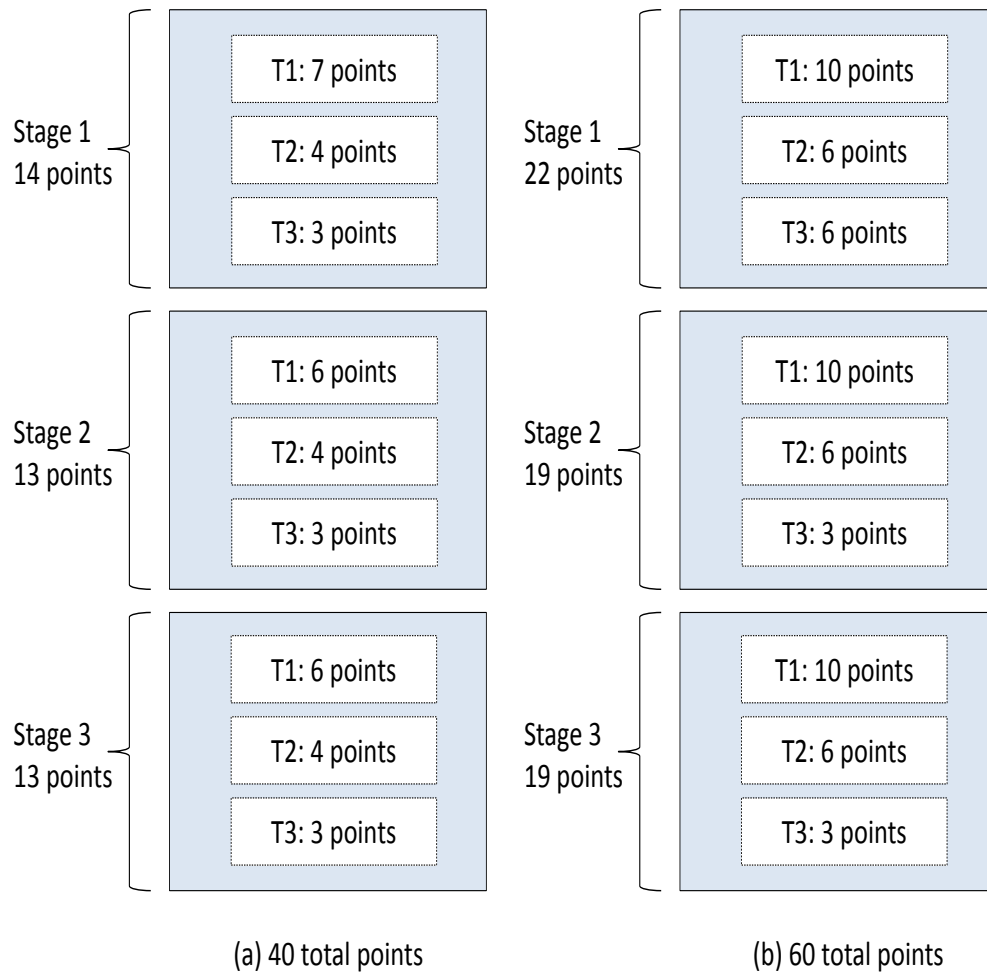 Stage 1
14 points
T1: 7 points
T2: 4 points
T3: 3 points
Stage 2
13 points
T1: 6 points
T2: 4 points
T3: 3 points
Stage 3
13 points
T1: 6 points
T2: 4 points
T3: 3 points
(a) 40 total points
Stage 1
22 points
T1: 10 points
T2: 6 points
T3: 6 points
Stage 2
19 points
T1: 10 points
T2: 6 points
T3: 3 points
Stage 3
19 points
T1: 10 points
T2: 6 points
T3: 3 points
(b) 60 total points